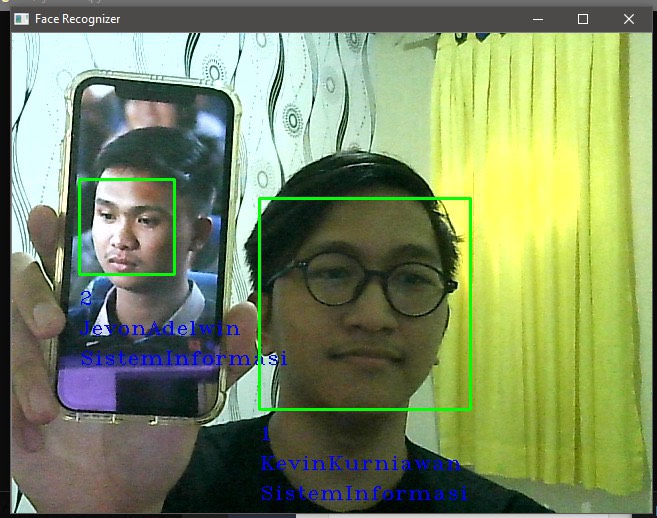 Face Recognizer
2
JevonAdelwin
SistemInformasi
1
KevinKurniawan
SistemInformasi